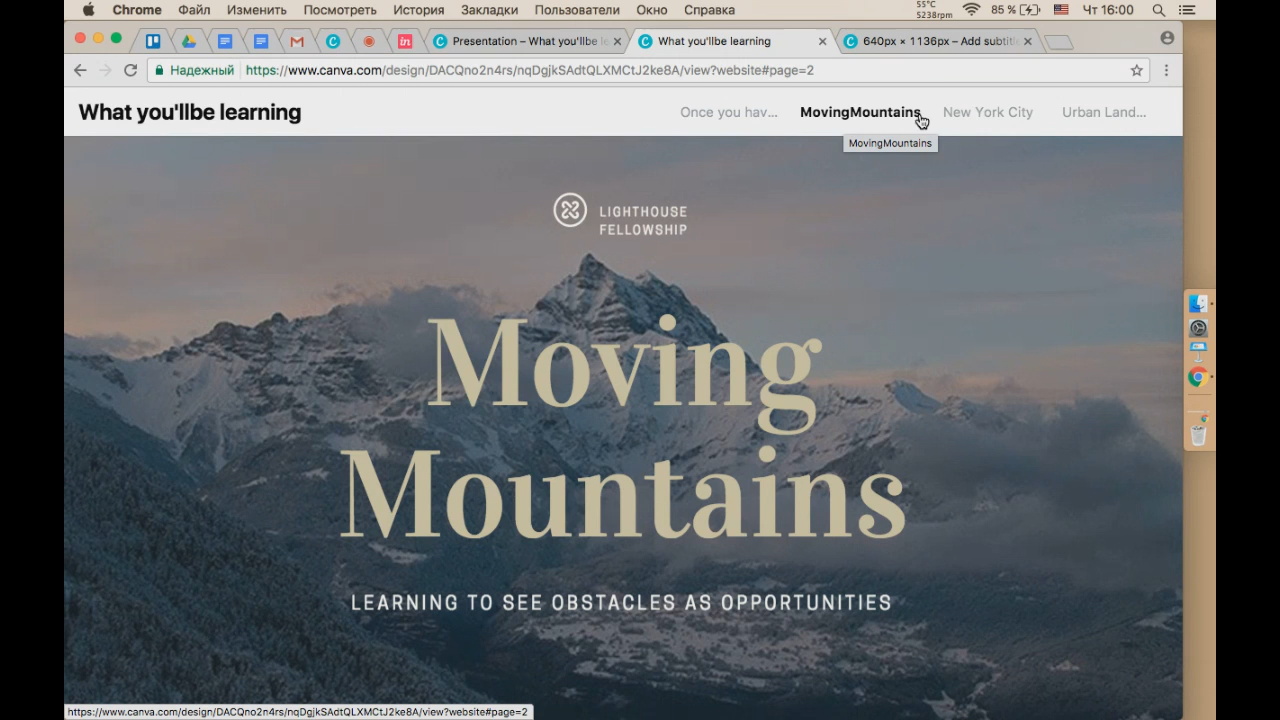 Chrome Файл Изменить Посмотреть История Закладки Пользователи Окно Справка 55°C 5238rpm 85 % Чт 16:00
Presentation – What you'llbe le What you'llbe learning 640px × 1136px – Add subtitl
Надежный https://www.canva.com/design/DACQno2n4rs/nqDgjkSAdtQLXMCtJ2ke8A/view?website#page=2
What you'llbe learning Once you hav... MovingMountains New York City Urban Land...
MovingMountains
LIGHTHOUSE
FELLOWSHIP
Moving
Mountains
LEARNING TO SEE OBSTACLES AS OPPORTUNITIES
https://www.canva.com/design/DACQno2n4rs/nqDgjkSAdtQLXMCtJ2ke8A/view?website#page=2